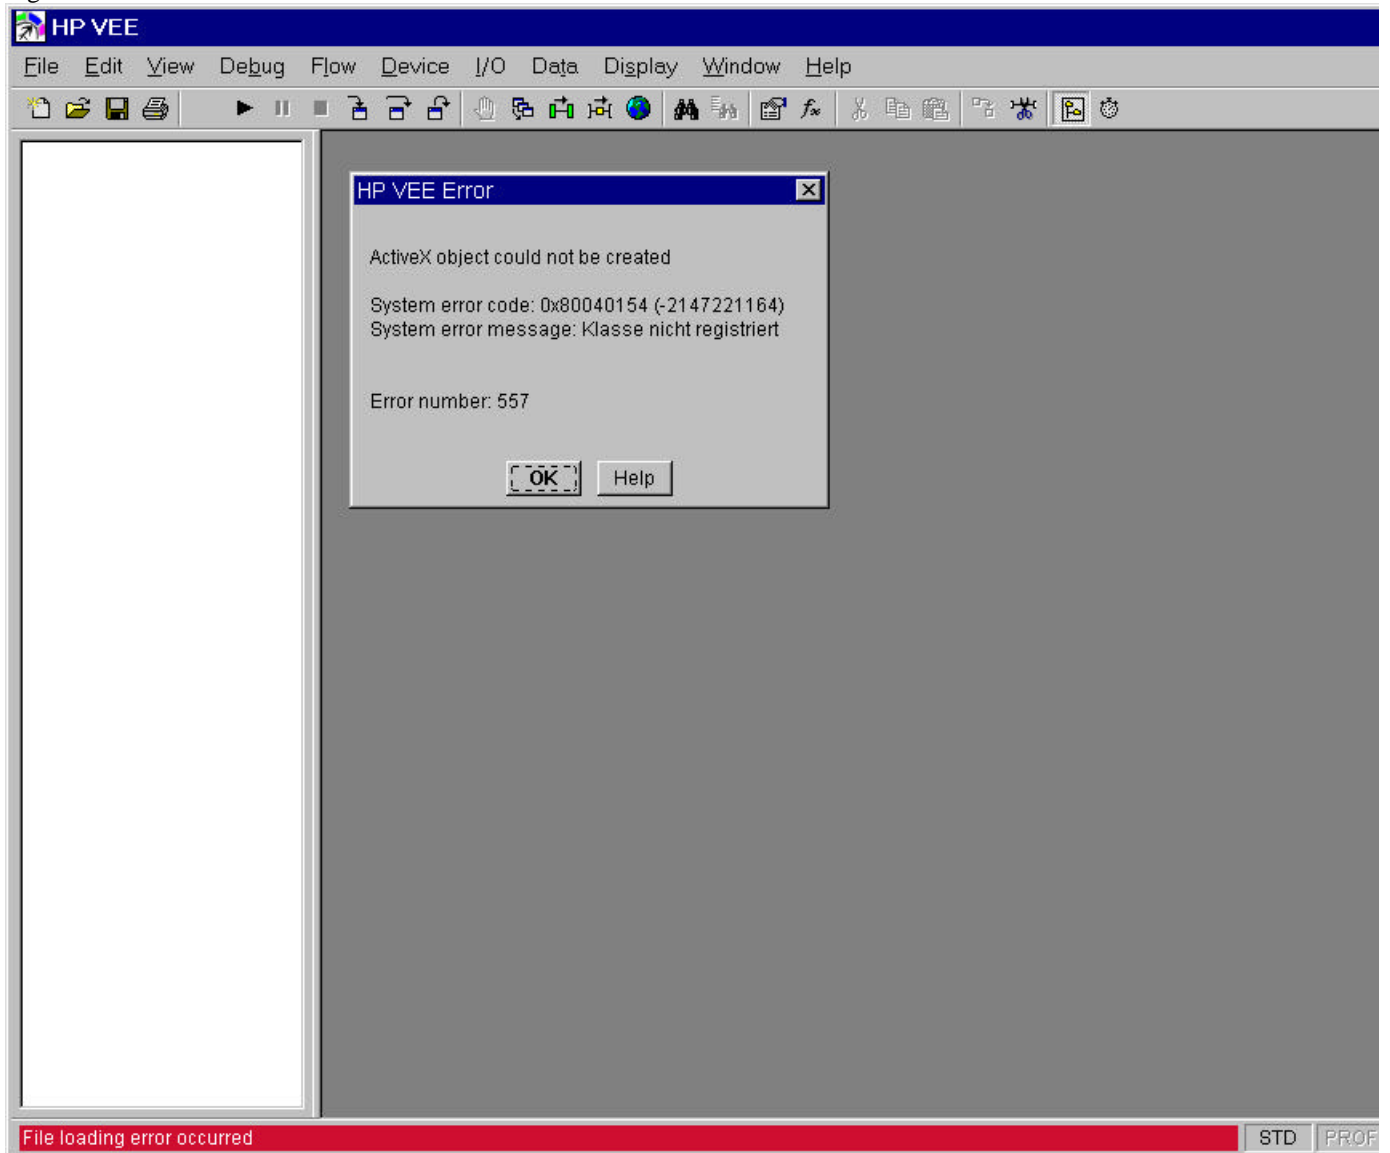 HP VEE
File Edit View Debug Flow Device I/O Data Display Window Help
HP VEE Error
ActiveX object could not be created
System error code: 0x80040154 (-2147221164)
System error message: Klasse nicht registriert
Error number: 557
OK Help
File loading error occurred STD PROF